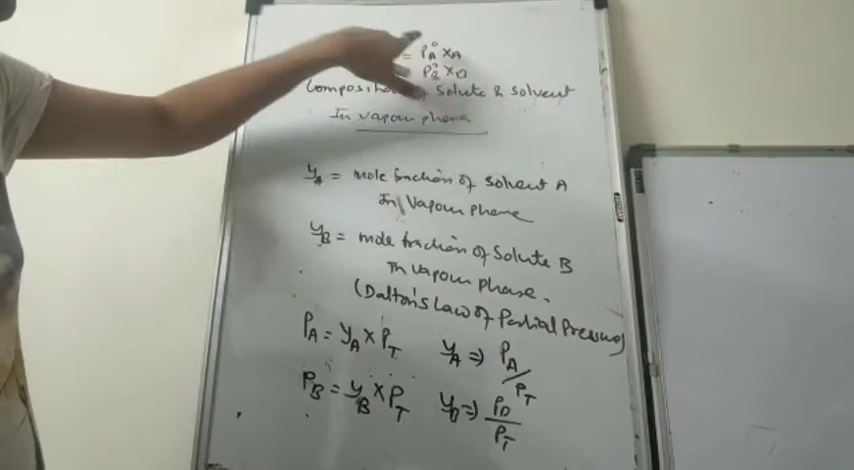 = P°A XA
P°B XB
Composition of Solute & Solvent
In vapour phase
yA = mole fraction of Solvent A
In Vapour Phase
yB = mole fraction of Solute B
In vapour phase.
(Dalton's Law of Partial Pressure)
PA = yA × PT yA ⇒ PA/PT
PB = yB × PT yB ⇒ PB/PT